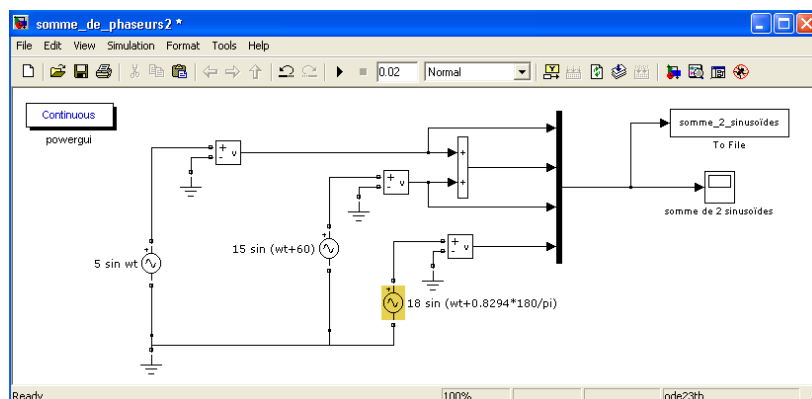 somme_de_phaseurs2 *
File Edit View Simulation Format Tools Help
0.02 Normal
Continuous
powergui
somme_2_sinusoïdes
To File
+
-
v
+
+
+
-
v
somme de 2 sinusoïdes
15 sin (wt+60)
5 sin wt
+
-
v
18 sin (wt+0.8294*180/pi)
Ready 100% ode23tb